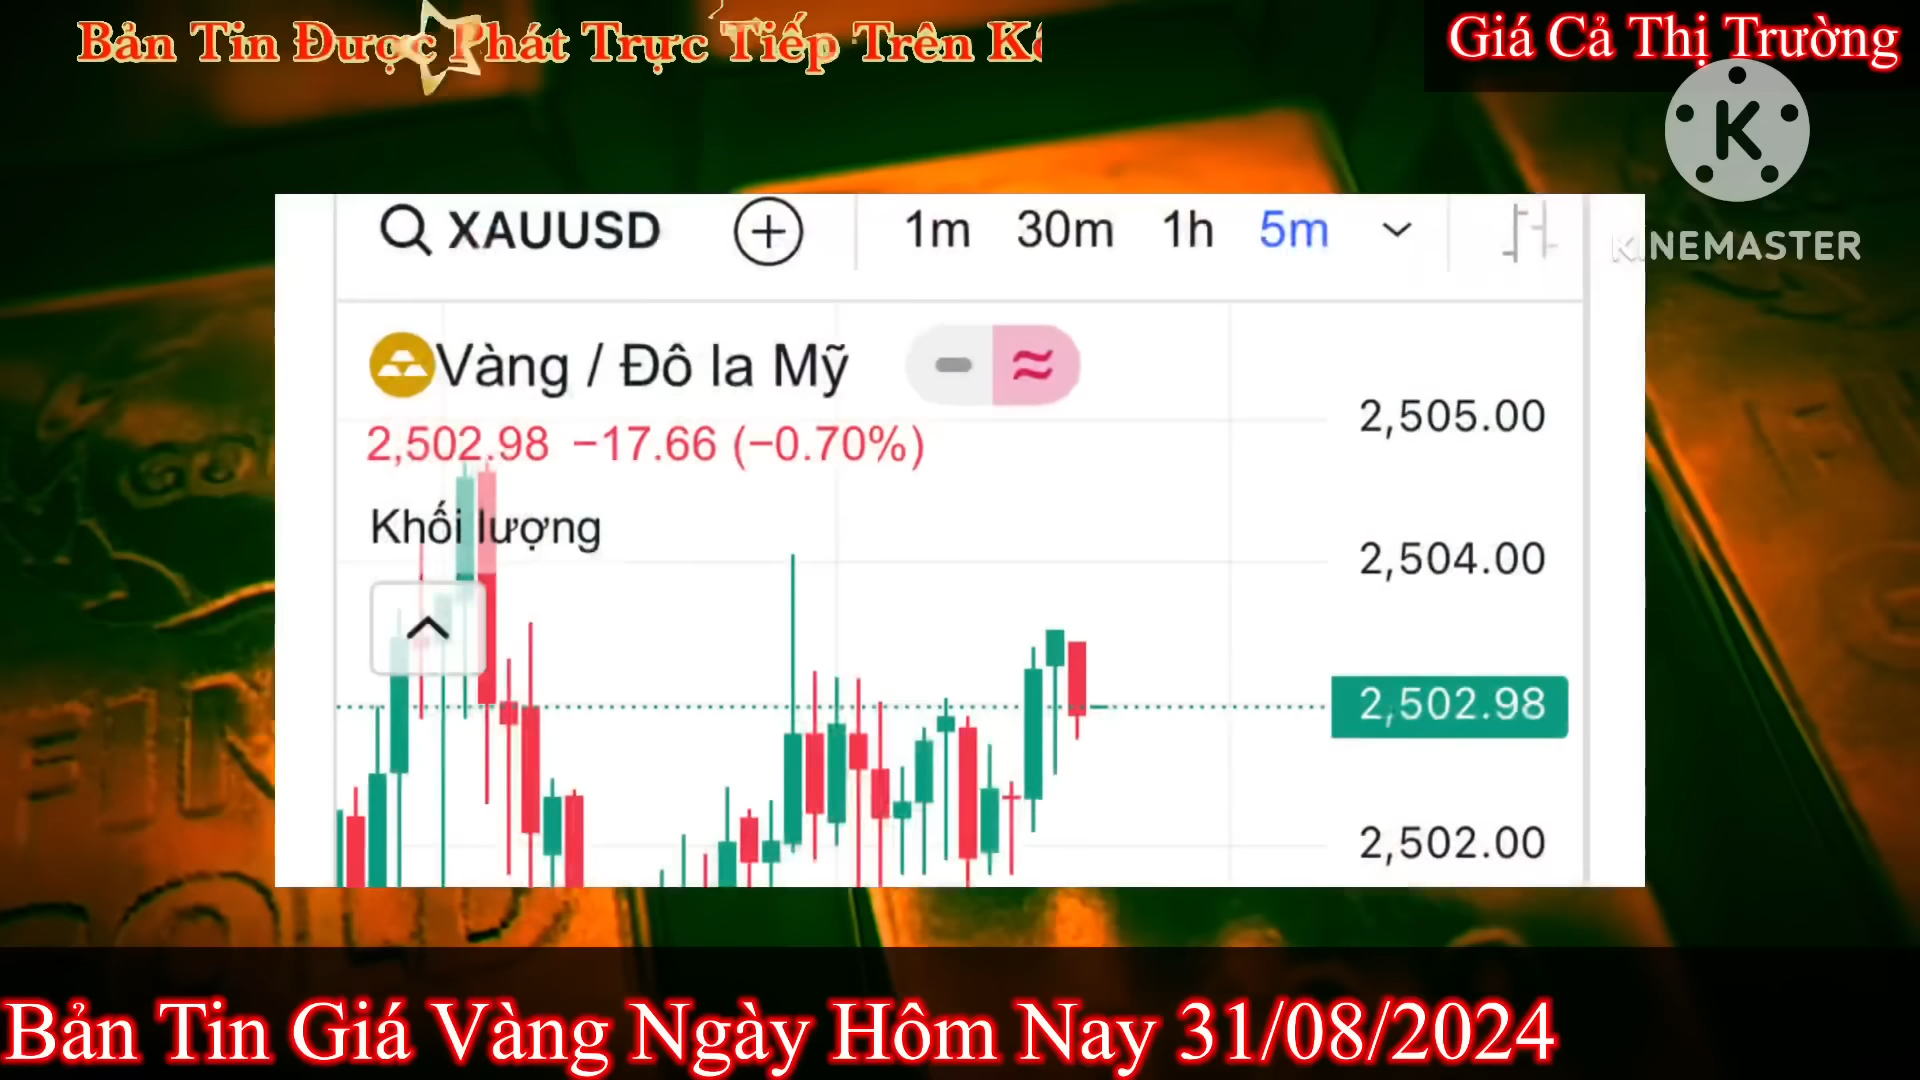 Bản Tin Được Phát Trực Tiếp Trên
Giá Cả Thị Trường
K
KINEMASTER
XAUUSD
1m 30m 1h 5m
Vàng / Đô la Mỹ
2,502.98 −17.66 (−0.70%)
Khối lượng
2,505.00
2,504.00
2,502.98
2,502.00
Bản Tin Giá Vàng Ngày Hôm Nay 31/08/2024